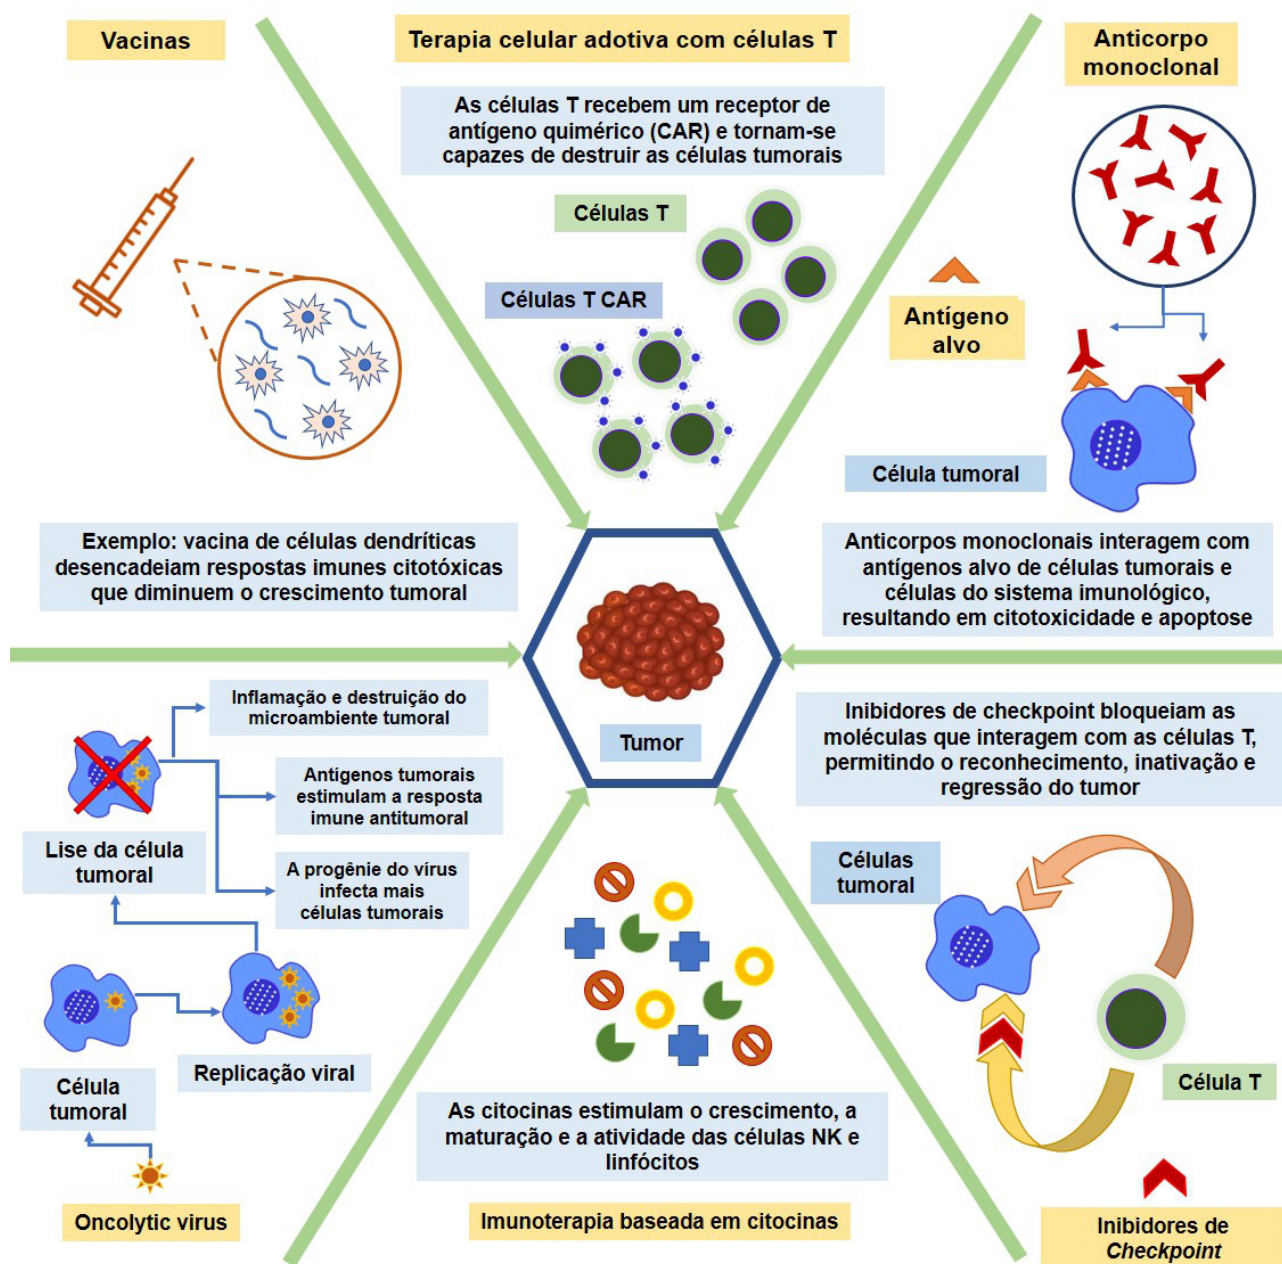 Vacinas
Exemplo: vacina de células dendríticas
desencadeiam respostas imunes citotóxicas
que diminuem o crescimento tumoral
Terapia celular adotiva com células T
As células T recebem um receptor de
antígeno quimérico (CAR) e tornam-se
capazes de destruir as células tumorais
Células T
Células T CAR
Anticorpo
monoclonal
Antígeno
alvo
Célula tumoral
Anticorpos monoclonais interagem com
antígenos alvo de células tumorais e
células do sistema imunológico,
resultando em citotoxicidade e apoptose
Tumor
Inflamação e destruição do
microambiente tumoral
Antígenos tumorais
estimulam a resposta
imune antitumoral
A progênie do vírus
infecta mais
células tumorais
Lise da célula
tumoral
Replicação viral
Célula
tumoral
Oncolytic virus
As citocinas estimulam o crescimento, a
maturação e a atividade das células NK e
linfócitos
Imunoterapia baseada em citocinas
Inibidores de checkpoint bloqueiam as
moléculas que interagem com as células T,
permitindo o reconhecimento, inativação e
regressão do tumor
Células
tumoral
Célula T
Inibidores de
Checkpoint